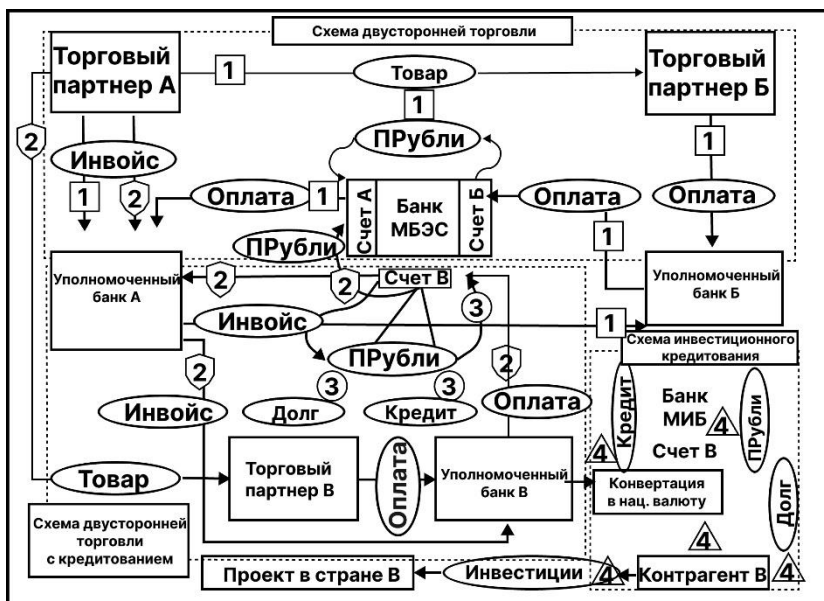 Схема двусторонней торговли
Торговый
партнер А
1
Товар
Торговый
партнер Б
1
2
ПРубли
1
Инвойс
1
2
Оплата
1
Счет А
Банк
МБЭС
Счет Б
Оплата
Оплата
1
ПРубли
Уполномоченный
банк А
2
2
Счет В
3
Уполномоченный
банк Б
Инвойс
1
Схема инвестиционного
кредитования
ПРубли
2
2
3
3
Инвойс
Долг
Кредит
Оплата
Кредит
Банк
МИБ
Счет В
4
4
ПРубли
Товар
Торговый
партнер В
Оплата
Уполномоченный
банк В
Конвертация
в нац. валюту
Долг
Схема двусторонней
торговли
с кредитованием
4
Проект в стране В
Инвестиции
4
Контрагент В
4